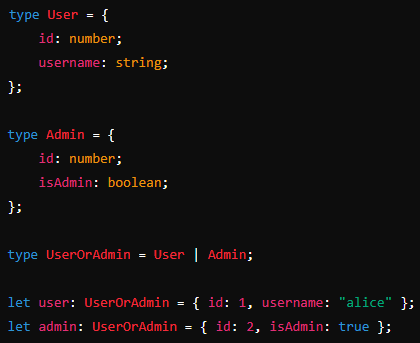 type User = {
    id: number;
    username: string;
};

type Admin = {
    id: number;
    isAdmin: boolean;
};

type UserOrAdmin = User | Admin;

let user: UserOrAdmin = { id: 1, username: "alice" };
let admin: UserOrAdmin = { id: 2, isAdmin: true };